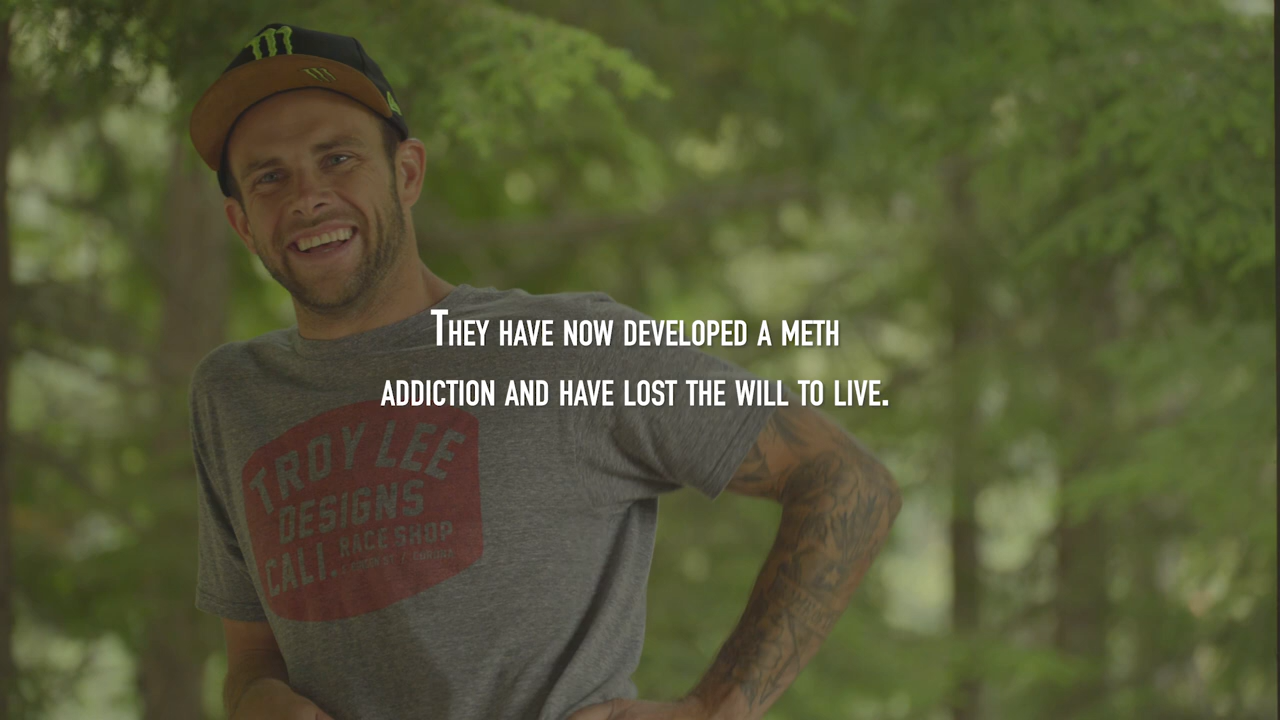 They have now developed a meth
addiction and have lost the will to live.
TROY LEE
DESIGNS
CALI. RACE SHOP